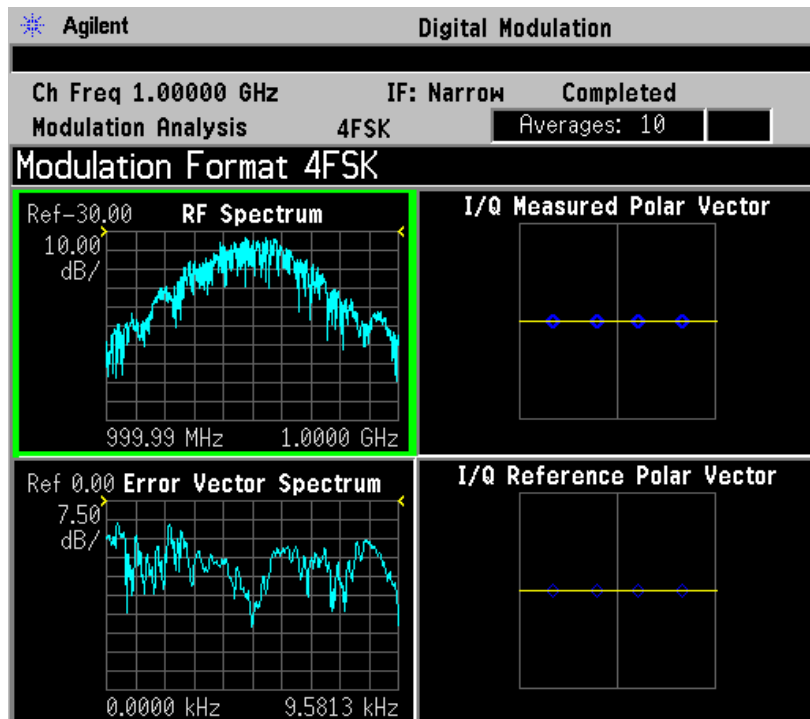 Agilent Digital Modulation
Ch Freq 1.00000 GHz IF: Narrow Completed
Modulation Analysis 4FSK Averages: 10
Modulation Format 4FSK
Ref-30.00 RF Spectrum
10.00
dB/
999.99 MHz 1.0000 GHz
I/Q Measured Polar Vector
Ref 0.00 Error Vector Spectrum
7.50
dB/
0.0000 kHz 9.5813 kHz
I/Q Reference Polar Vector